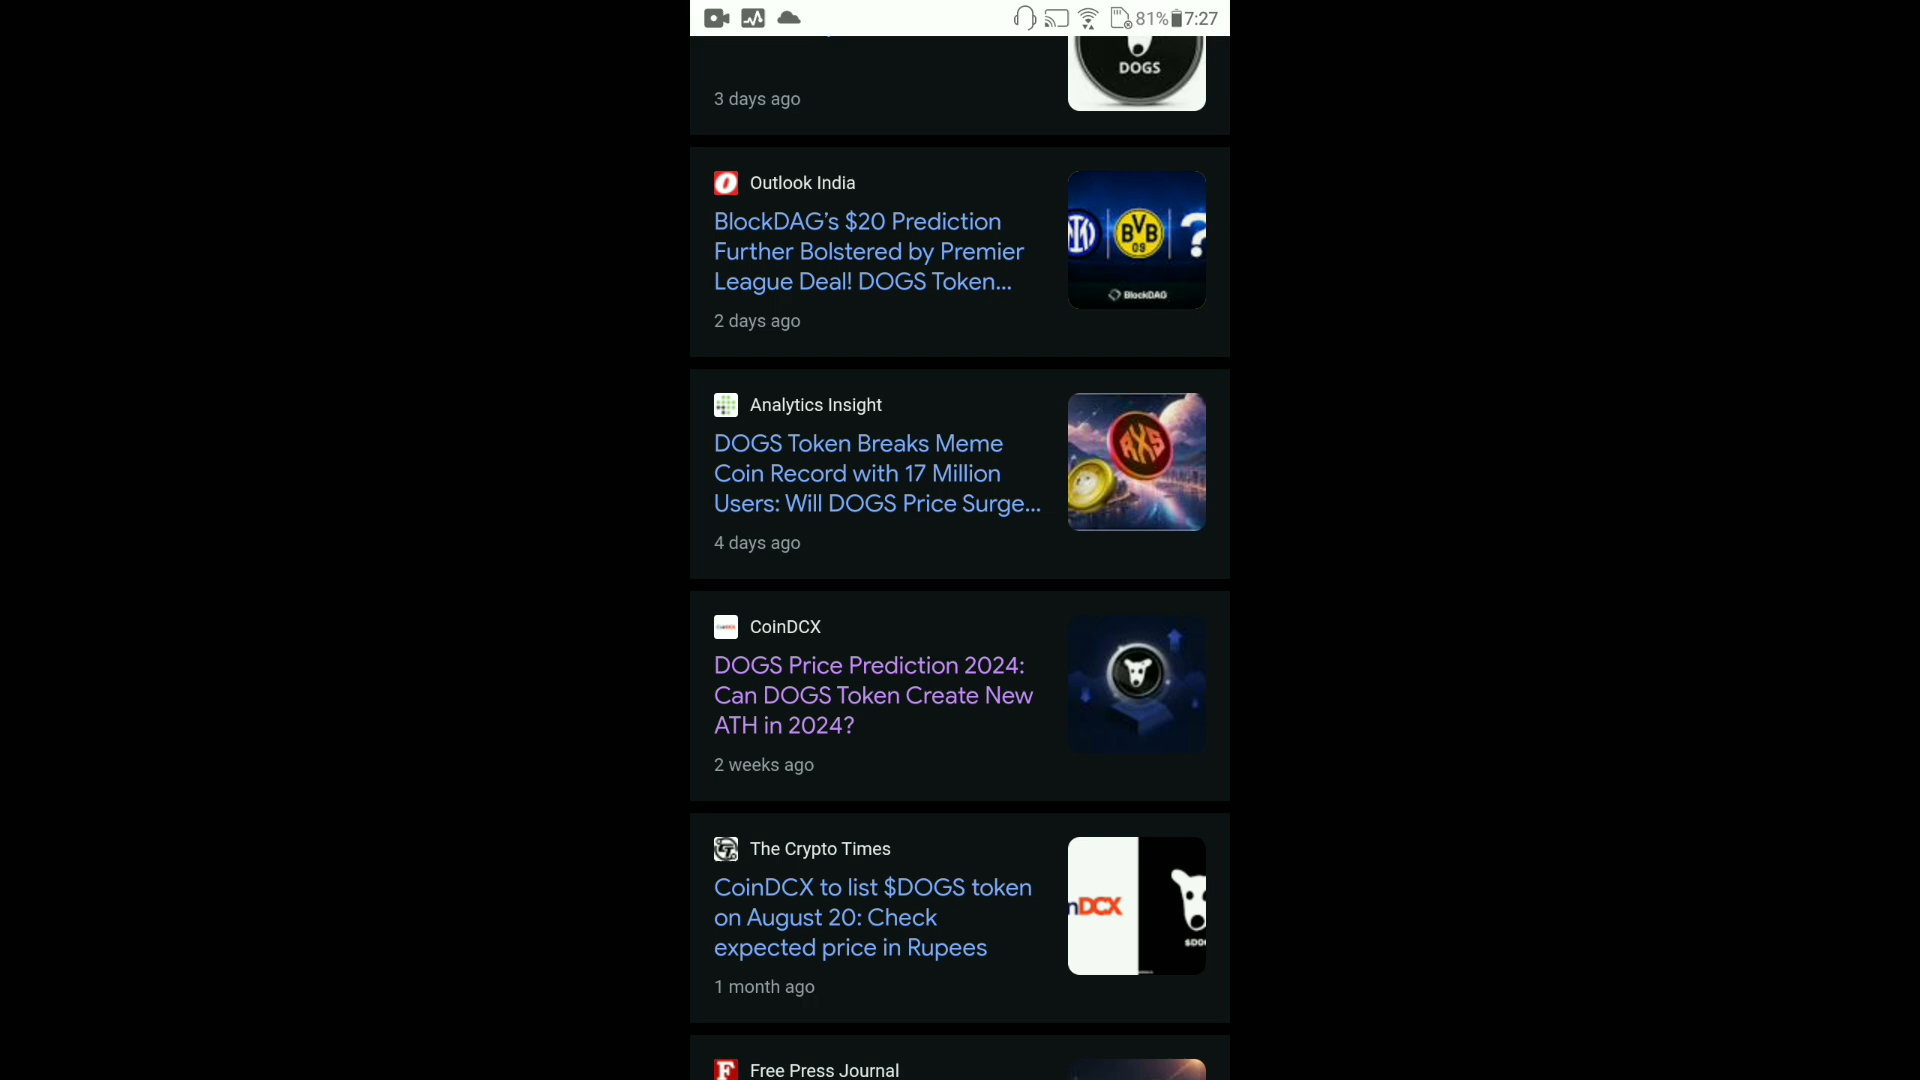 81% 7:27
DOGS
3 days ago
Outlook India
BlockDAG’s $20 Prediction
Further Bolstered by Premier
League Deal! DOGS Token...
BVB
09
?
BlockDAG
2 days ago
Analytics Insight
DOGS Token Breaks Meme
Coin Record with 17 Million
Users: Will DOGS Price Surge...
AXS
4 days ago
CoinDCX
DOGS Price Prediction 2024:
Can DOGS Token Create New
ATH in 2024?
2 weeks ago
The Crypto Times
CoinDCX to list $DOGS token
on August 20: Check
expected price in Rupees
nDCX
$DO
1 month ago
F
Free Press Journal